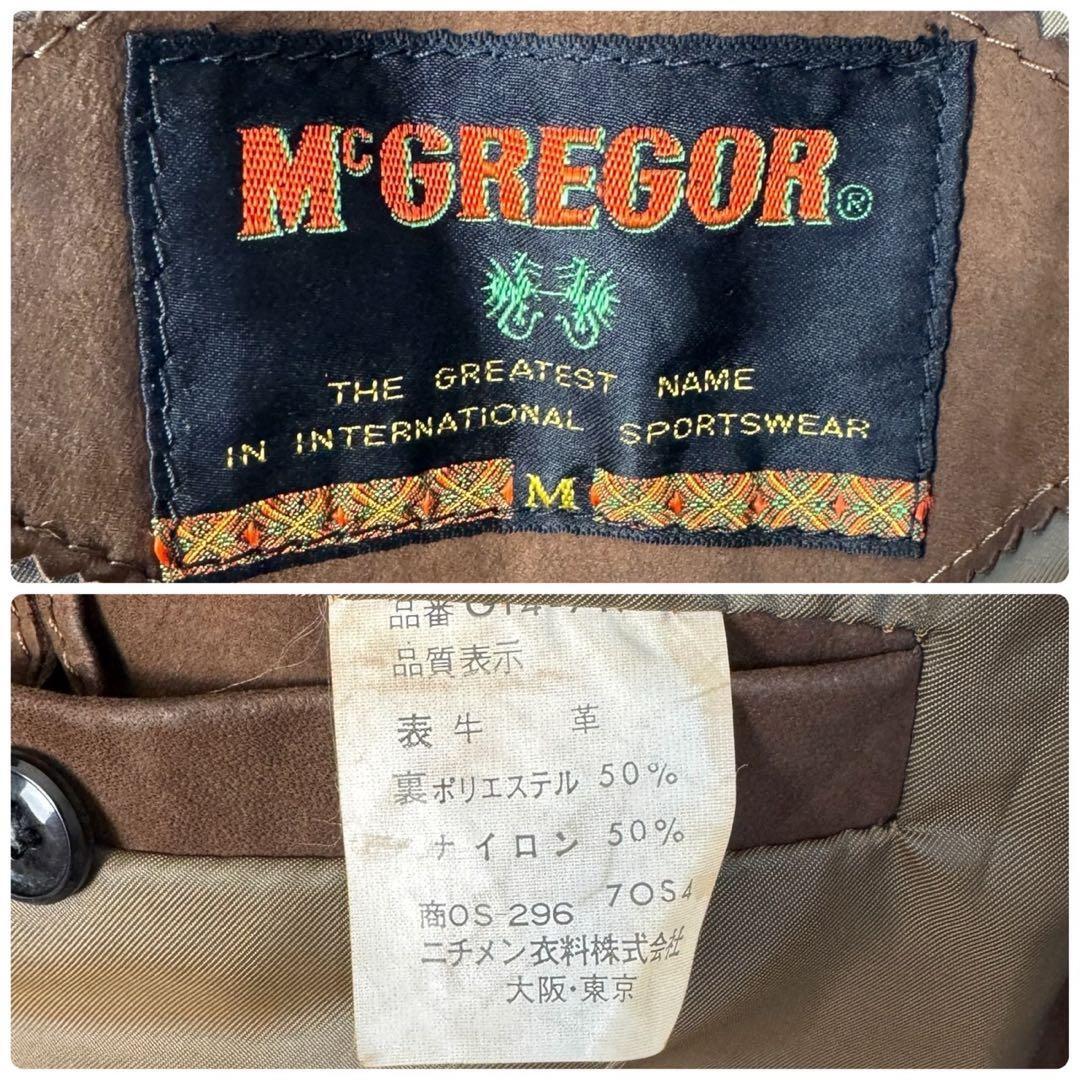 McGREGOR®
THE GREATEST NAME
IN INTERNATIONAL SPORTSWEAR
M
品番
品質表示
表 牛 革
裏 ポリエステル 50%
ナイロン 50%
商OS-296 7OS4
ニチメン衣料株式会社
大阪・東京